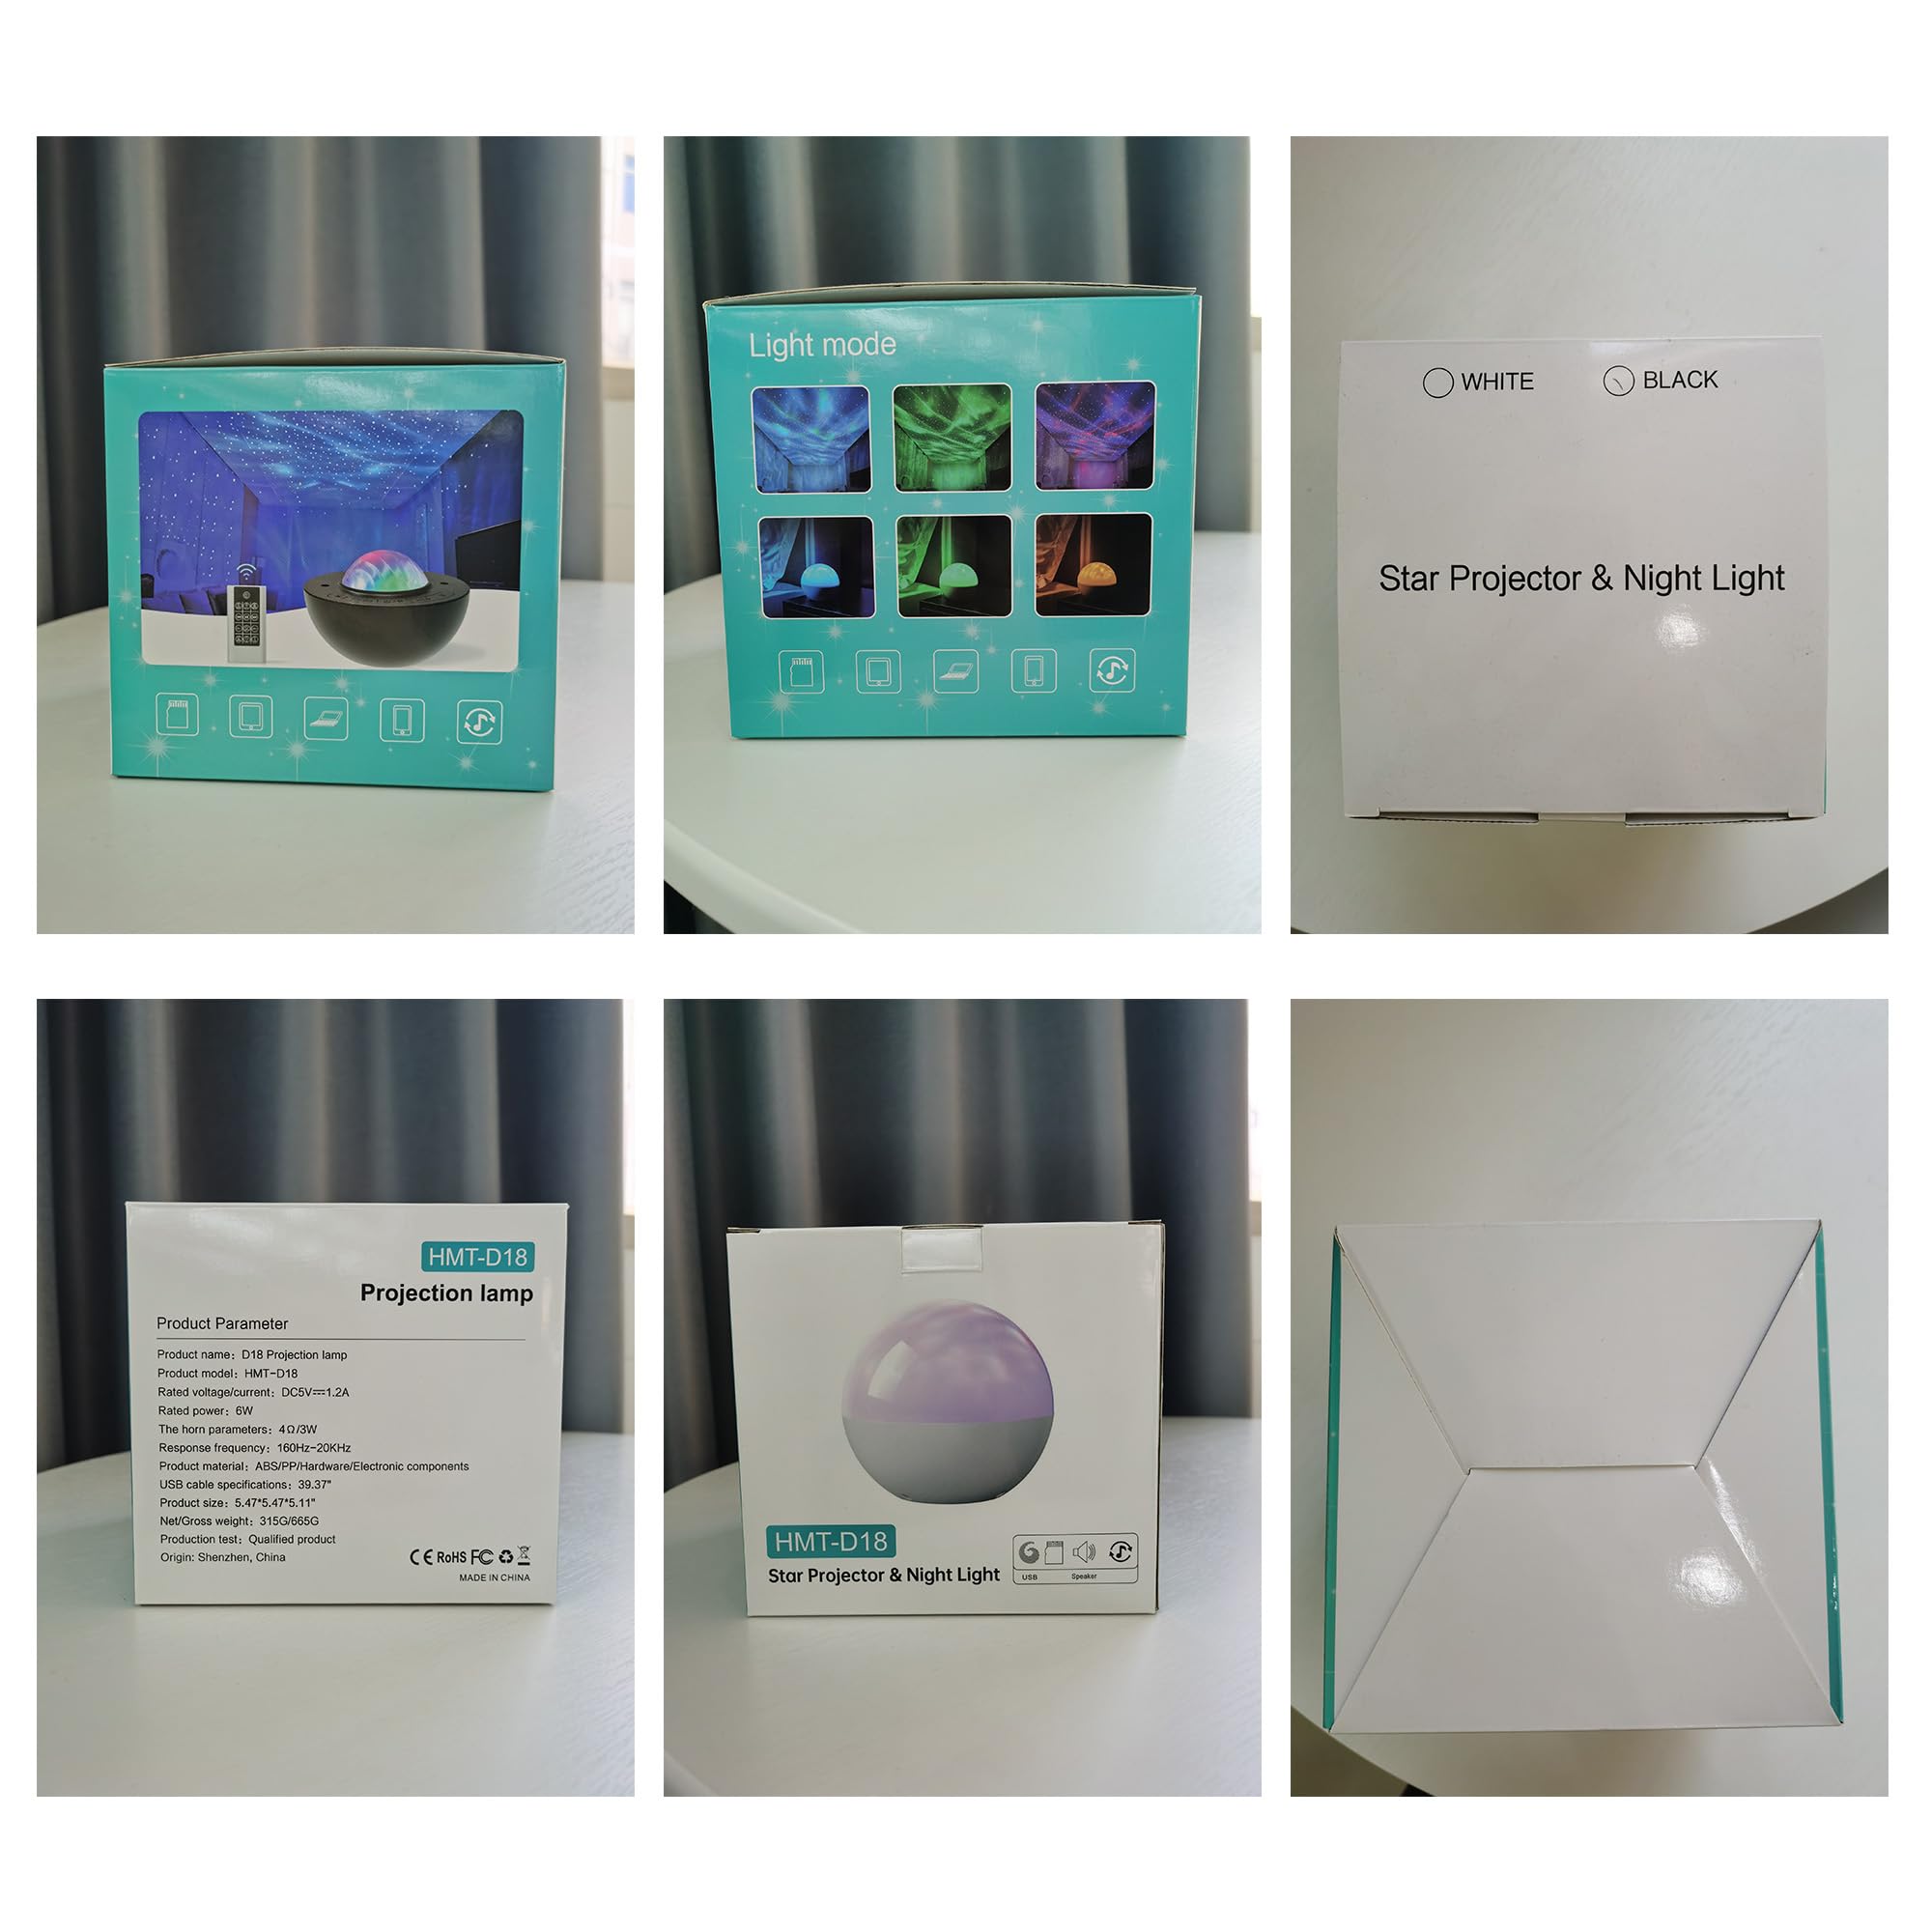 Light mode
WHITE
BLACK
Star Projector & Night Light
HMT-D18
Projection lamp
Product Parameter
Product name: D18 Projection lamp
Product model: HMT-D18
Rated voltage/current: DC5V⎓1.2A
Rated power: 6W
The horn parameters: 4Ω/3W
Response frequency: 160Hz-20KHz
Product material: ABS/PP/Hardware/Electronic components
USB cable specifications: 39.37"
Product size: 5.47*5.47*5.11"
Net/Gross weight: 315G/665G
Production test: Qualified product
Origin: Shenzhen, China
CE RoHS FC
MADE IN CHINA
HMT-D18
Star Projector & Night Light
USB
Speaker